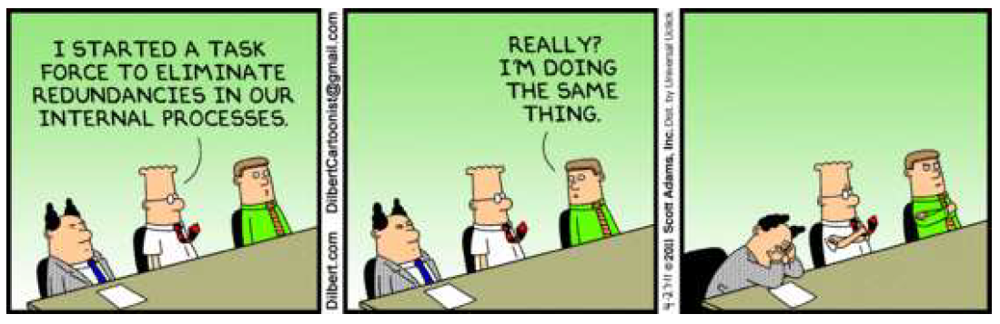 I STARTED A TASK
FORCE TO ELIMINATE
REDUNDANCIES IN OUR
INTERNAL PROCESSES.
Dilbert.com DilbertCartoonist@gmail.com
REALLY?
I'M DOING
THE SAME
THING.
4-27-11 © 2011 Scott Adams, Inc. Dist. by Universal Uclick